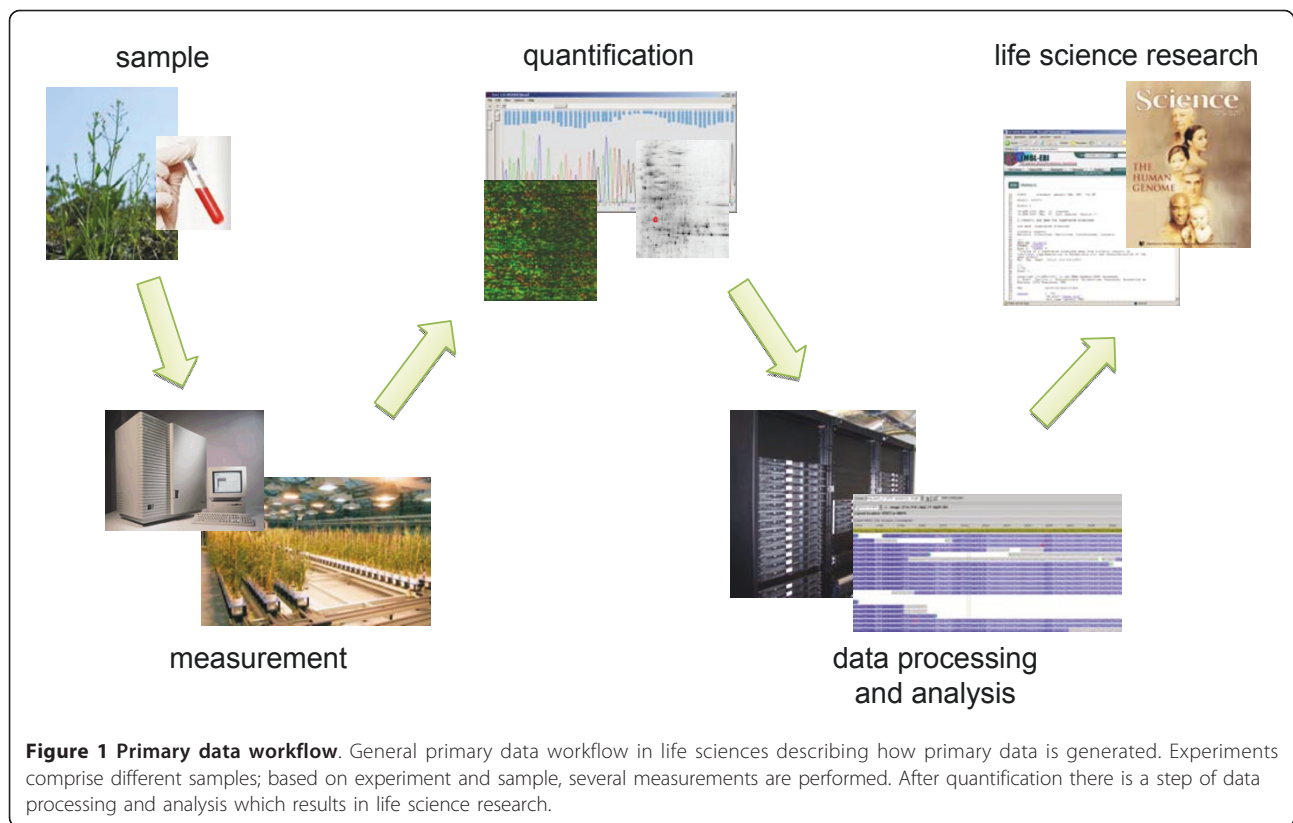 sample
quantification
life science research
Science
THE
HUMAN
GENOME
measurement
data processing
and analysis
Figure 1 Primary data workflow. General primary data workflow in life sciences describing how primary data is generated. Experiments
comprise different samples; based on experiment and sample, several measurements are performed. After quantification there is a step of data
processing and analysis which results in life science research.